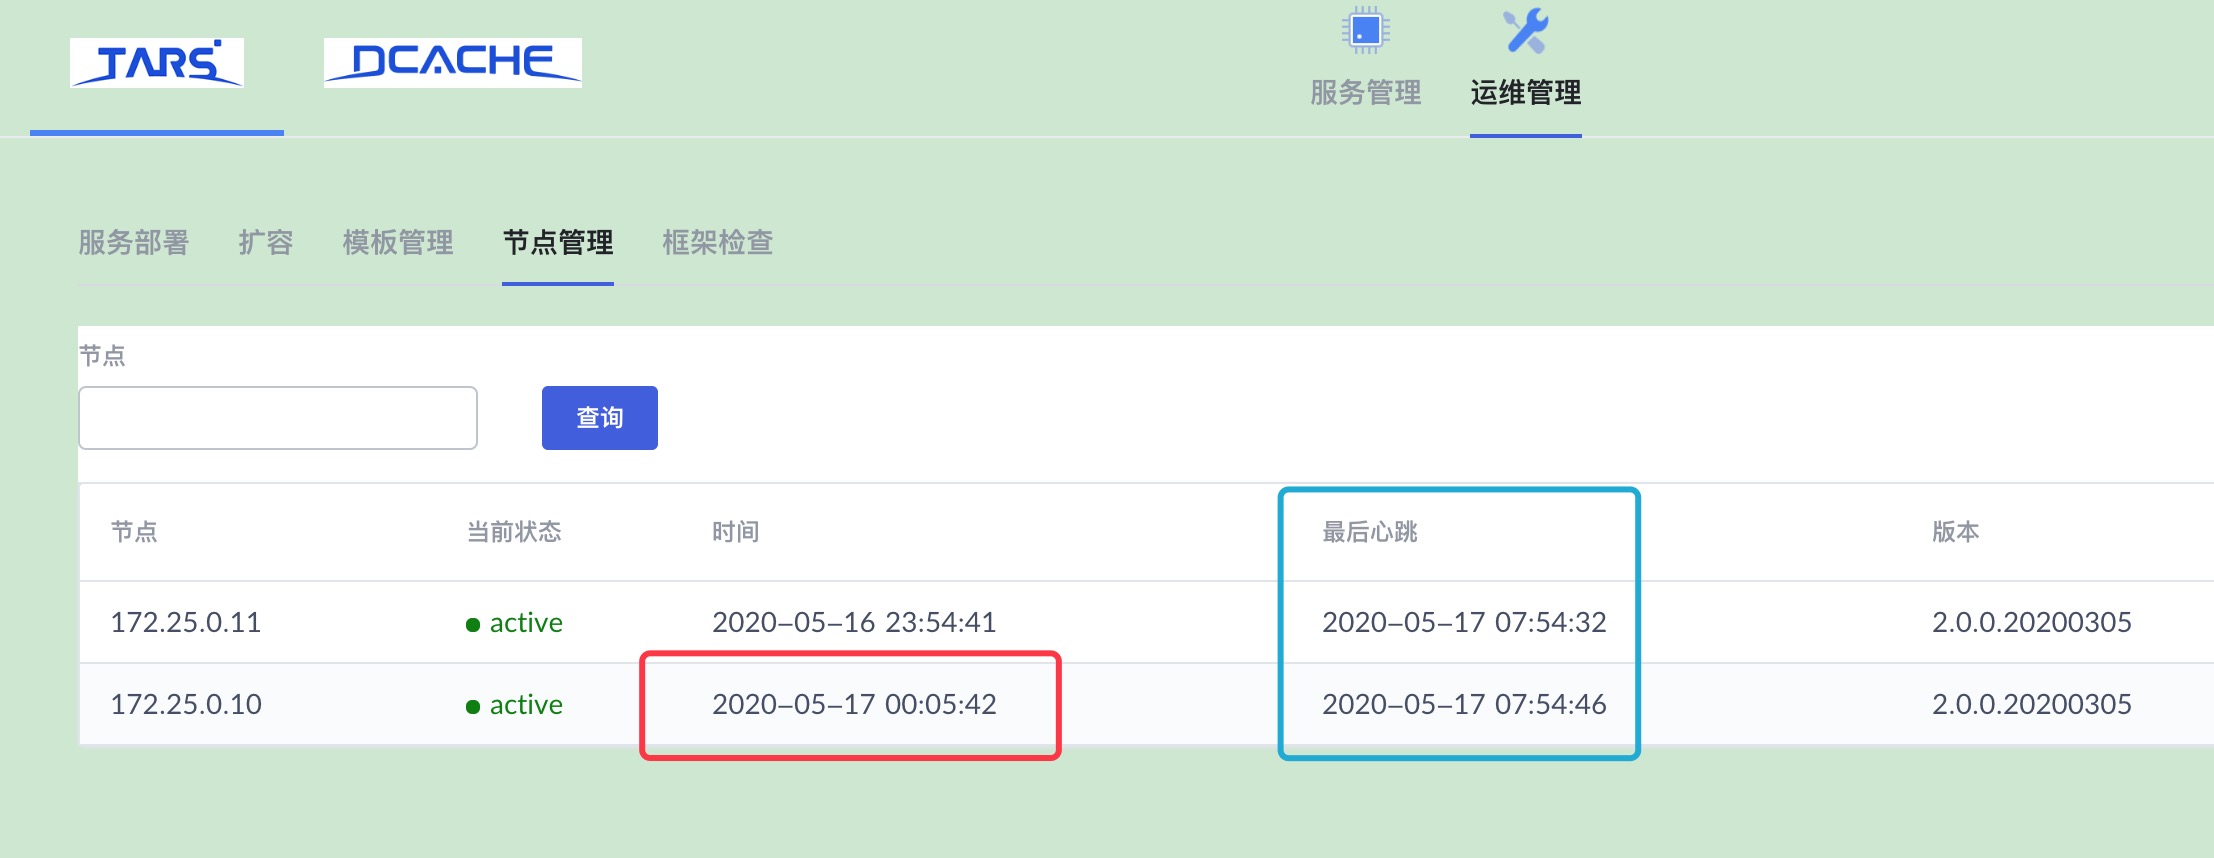 TARS
DCACHE
服务管理
运维管理
服务部署
扩容
模板管理
节点管理
框架检查
节点
查询
节点 当前状态 时间 最后心跳 版本
172.25.0.11 active 2020-05-16 23:54:41 2020-05-17 07:54:32 2.0.0.20200305
172.25.0.10 active 2020-05-17 00:05:42 2020-05-17 07:54:46 2.0.0.20200305